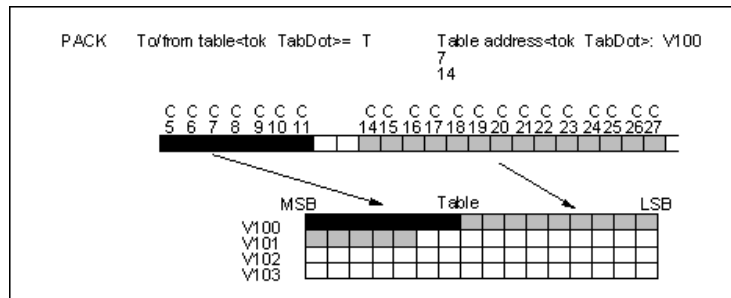 PACK To/from table<tok TabDot>= T Table address<tok TabDot>: V100
7
14
C C C C C C C C C C C C C C C C C C C C C
5 6 7 8 9 10 11 14 15 16 17 18 19 20 21 22 23 24 25 26 27
MSB Table LSB
V100
V101
V102
V103